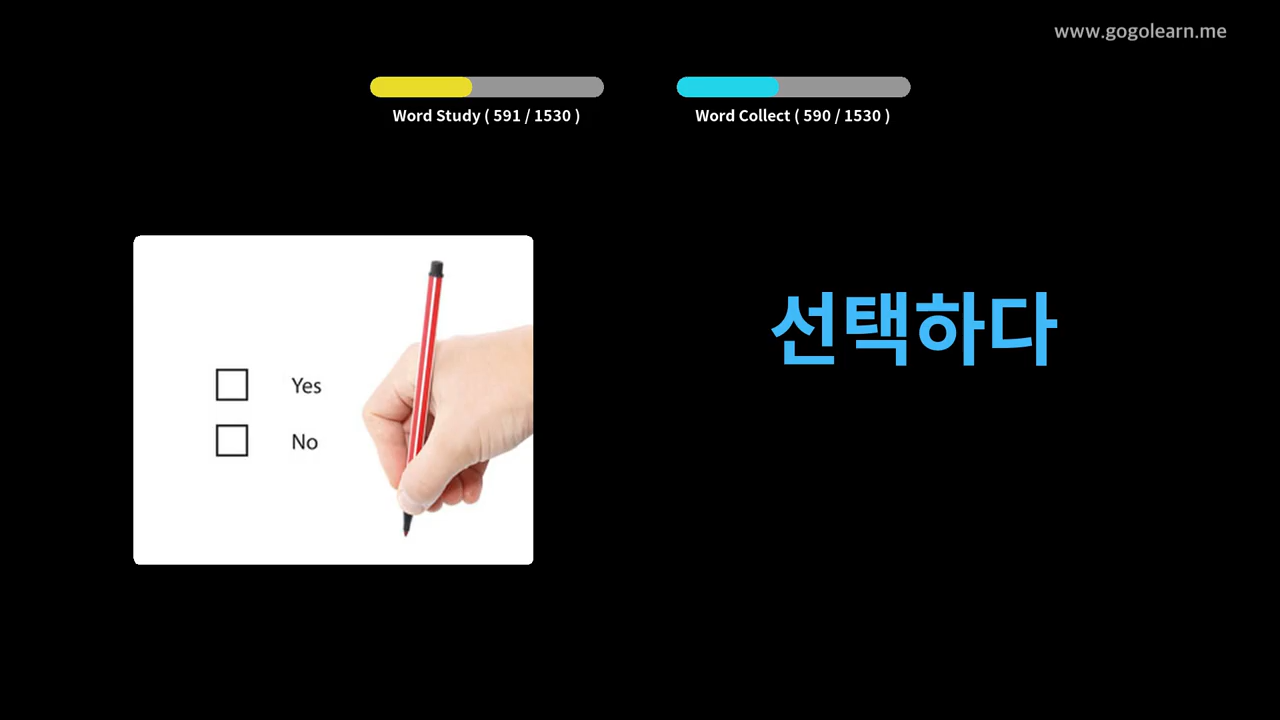 www.gogolearn.me
Word Study ( 591 / 1530 )
Word Collect ( 590 / 1530 )
Yes
No
선택하다